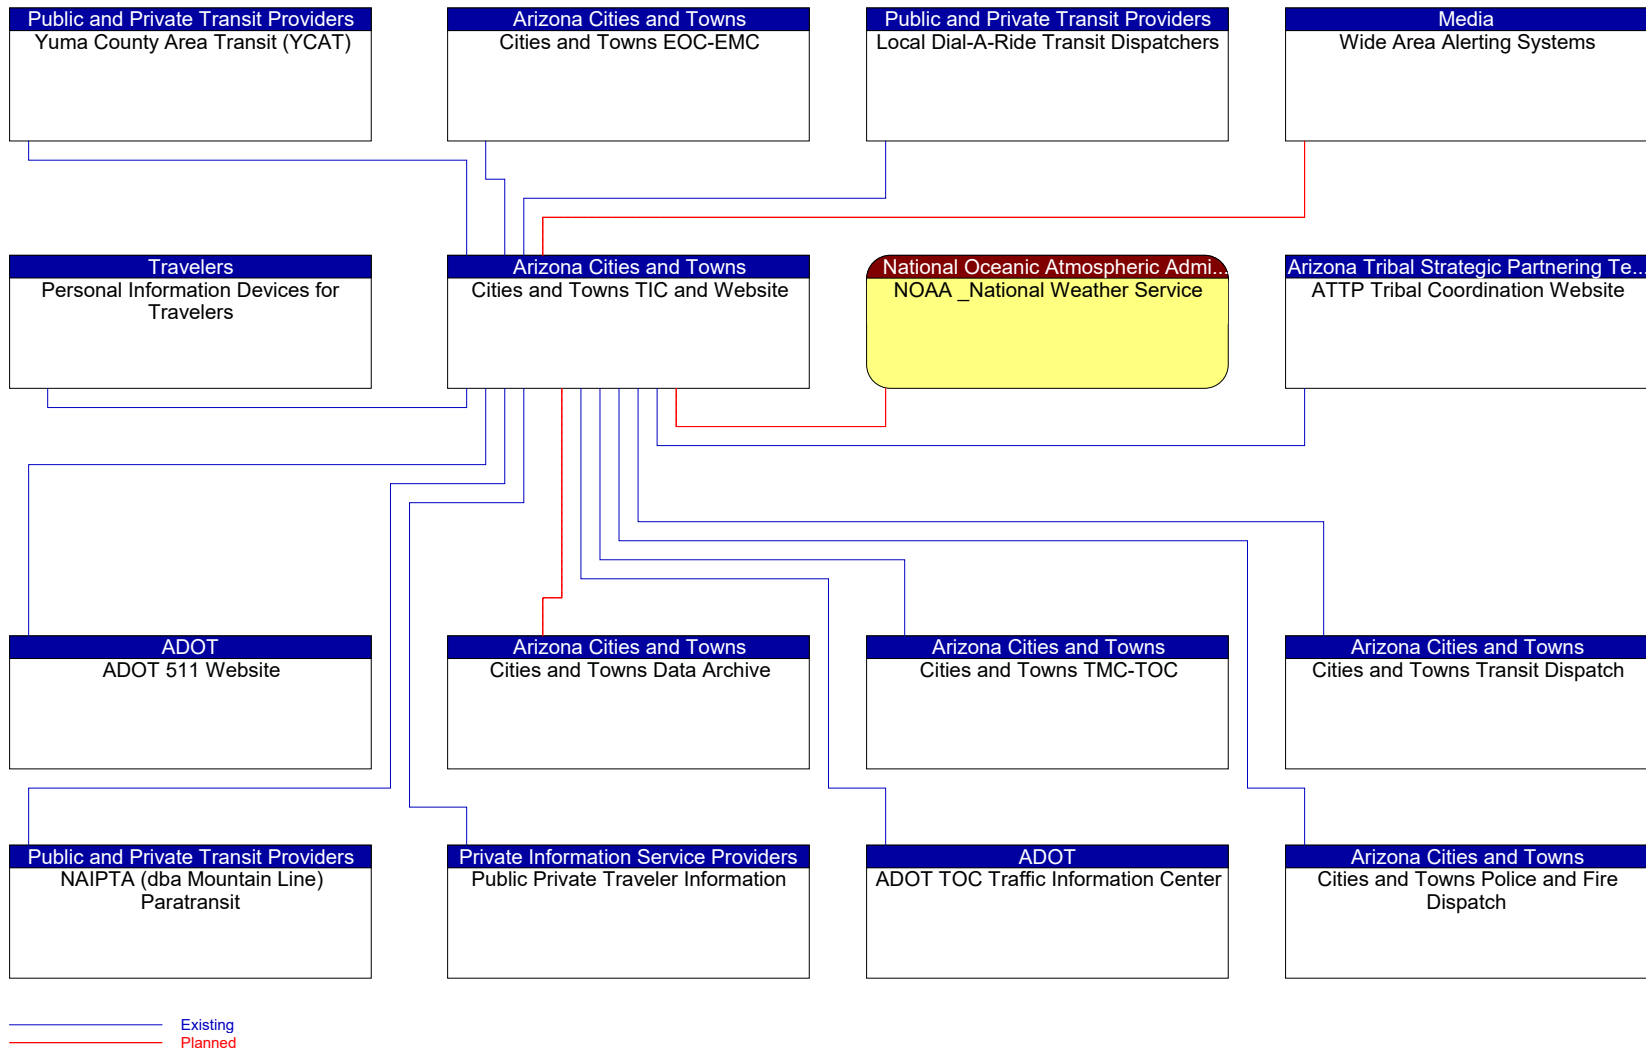 Public and Private Transit Providers
Yuma County Area Transit (YCAT)
Arizona Cities and Towns
Cities and Towns EOC-EMC
Public and Private Transit Providers
Local Dial-A-Ride Transit Dispatchers
Media
Wide Area Alerting Systems
Travelers
Personal Information Devices for
Travelers
Arizona Cities and Towns
Cities and Towns TIC and Website
National Oceanic Atmospheric Admi...
NOAA _National Weather Service
Arizona Tribal Strategic Partnering Te...
ATTP Tribal Coordination Website
ADOT
ADOT 511 Website
Arizona Cities and Towns
Cities and Towns Data Archive
Arizona Cities and Towns
Cities and Towns TMC-TOC
Arizona Cities and Towns
Cities and Towns Transit Dispatch
Public and Private Transit Providers
NAIPTA (dba Mountain Line)
Paratransit
Private Information Service Providers
Public Private Traveler Information
ADOT
ADOT TOC Traffic Information Center
Arizona Cities and Towns
Cities and Towns Police and Fire
Dispatch
Existing
Planned